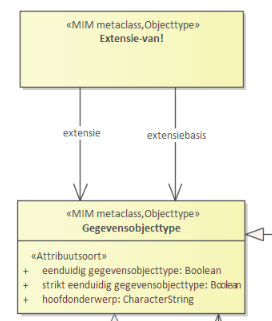 «MIM metaclass,Objecttype»
Extensie-van!
extensie
extensiebasis
«MIM metaclass,Objecttype»
Gegevensobjecttype
«Attribuutsoort»
+ eenduidig gegevensobjecttype: Boolean
+ strikt eenduidig gegevensobjecttype: Boolean
+ hoofdonderwerp: CharacterString